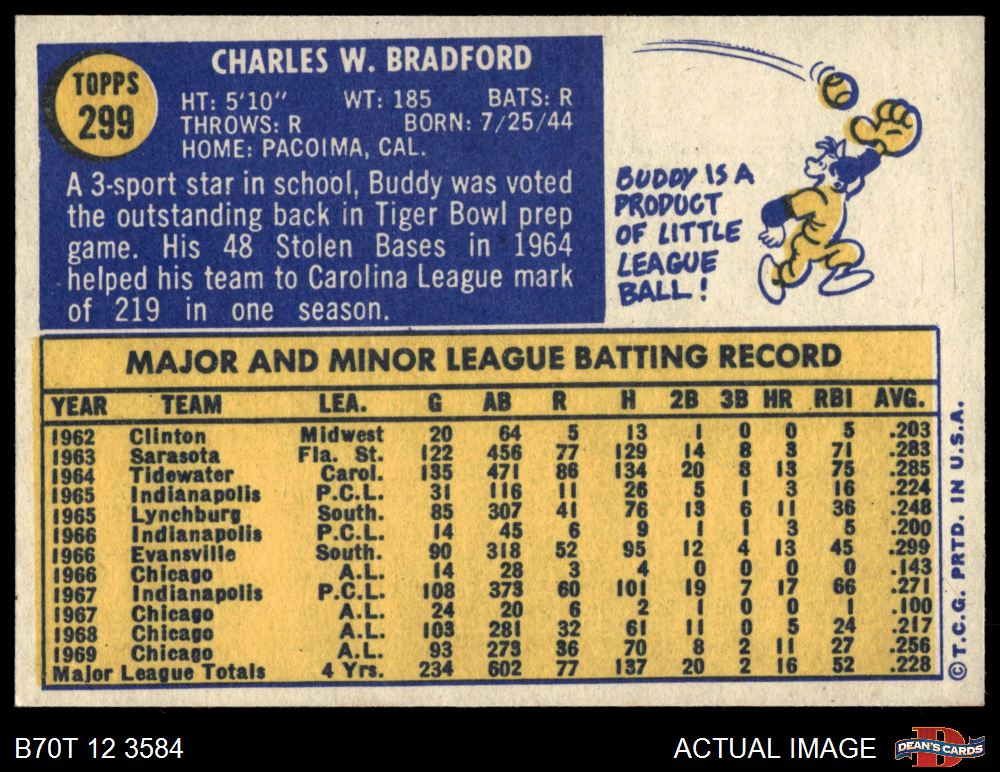 TOPPS
299
CHARLES W. BRADFORD
HT: 5'10" WT: 185 BATS: R
THROWS: R BORN: 7/25/44
HOME: PACOIMA, CAL.
A 3-sport star in school, Buddy was voted
the outstanding back in Tiger Bowl prep
game. His 48 Stolen Bases in 1964
helped his team to Carolina League mark
of 219 in one season.
BUDDY IS A
PRODUCT
OF LITTLE
LEAGUE
BALL!
MAJOR AND MINOR LEAGUE BATTING RECORD
YEAR TEAM LEA. G AB R H 2B 3B HR RBI AVG.
1962 Clinton Midwest 20 64 5 13 1 0 0 5 .203
1963 Sarasota Fla. St. 122 456 77 129 14 8 3 71 .283
1964 Tidewater Carol. 135 471 86 134 20 8 13 75 .285
1965 Indianapolis P.C.L. 31 116 11 26 5 1 3 16 .224
1965 Lynchburg South. 85 307 41 76 13 6 11 36 .248
1966 Indianapolis P.C.L. 14 45 6 9 1 1 3 5 .200
1966 Evansville South. 90 318 52 95 12 4 13 45 .299
1966 Chicago A.L. 14 28 3 4 0 0 0 0 .143
1967 Indianapolis P.C.L. 108 373 60 101 19 7 17 66 .271
1967 Chicago A.L. 24 20 6 2 1 0 0 1 .100
1968 Chicago A.L. 103 281 32 61 11 0 5 24 .217
1969 Chicago A.L. 93 273 36 70 8 2 11 27 .256
Major League Totals 4 Yrs. 234 602 77 137 20 2 16 52 .228
© T.C.G. PRTD. IN U.S.A.
B70T 12 3584
ACTUAL IMAGE
D
DEAN'S CARDS